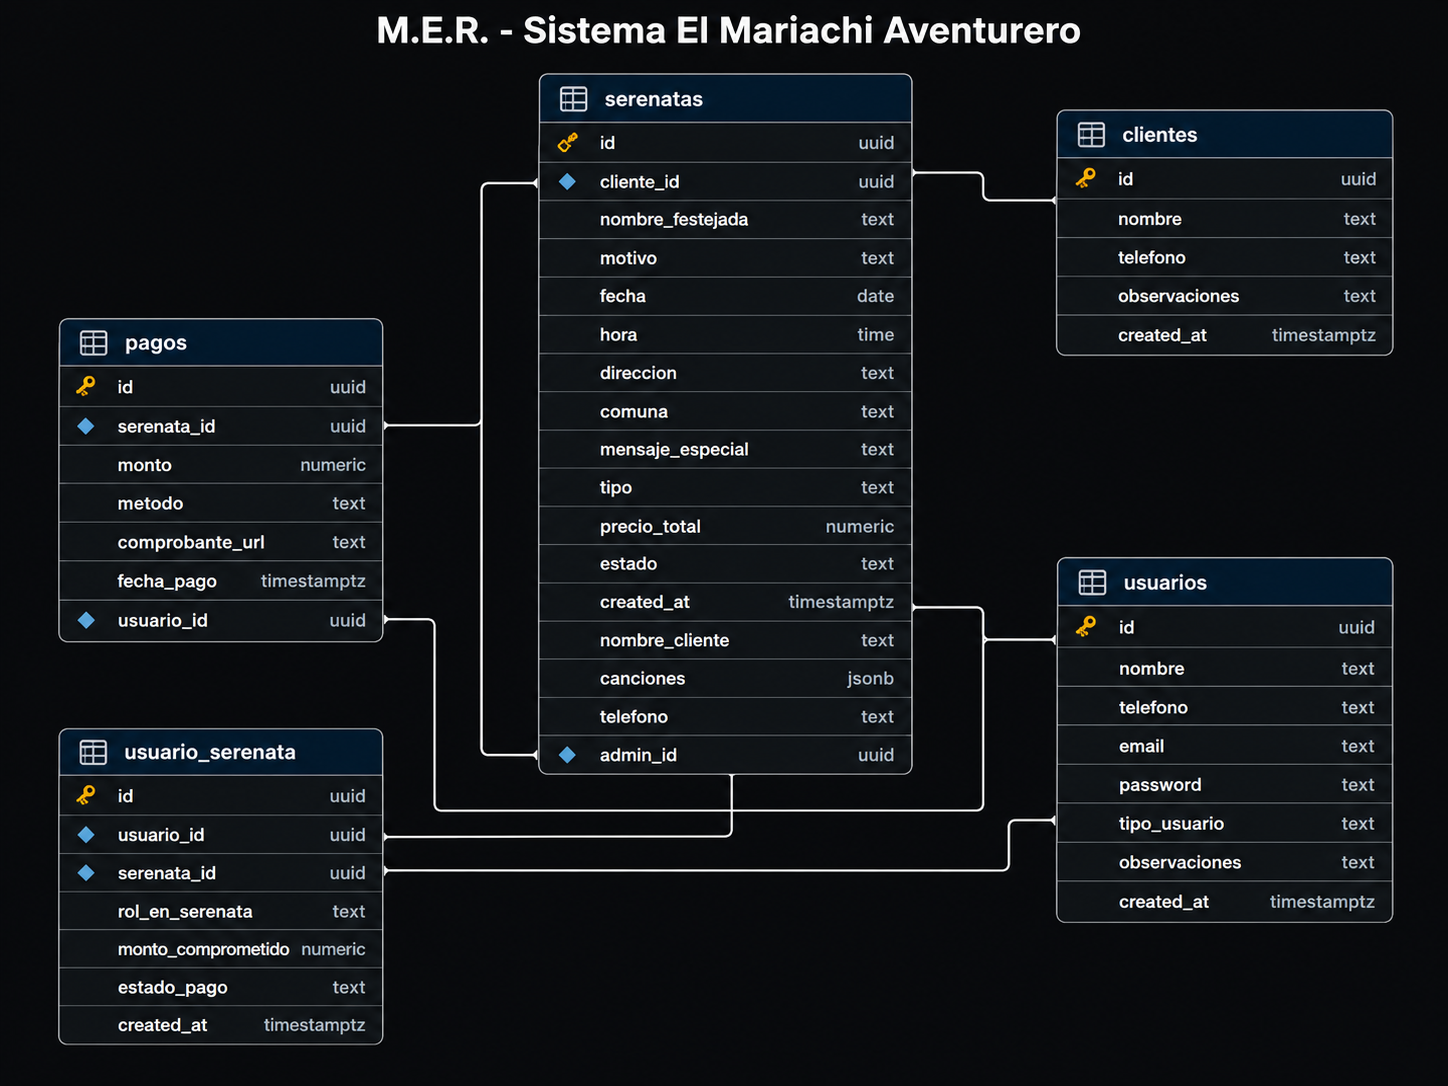 M.E.R. - Sistema El Mariachi Aventurero
serenatas
id uuid
cliente_id uuid
nombre_festejada text
motivo text
fecha date
hora time
direccion text
comuna text
mensaje_especial text
tipo text
precio_total numeric
estado text
created_at timestamptz
nombre_cliente text
canciones jsonb
telefono text
admin_id uuid
clientes
id uuid
nombre text
telefono text
observaciones text
created_at timestamptz
pagos
id uuid
serenata_id uuid
monto numeric
metodo text
comprobante_url text
fecha_pago timestamptz
usuario_id uuid
usuarios
id uuid
nombre text
telefono text
email text
password text
tipo_usuario text
observaciones text
created_at timestamptz
usuario_serenata
id uuid
usuario_id uuid
serenata_id uuid
rol_en_serenata text
monto_comprometido numeric
estado_pago text
created_at timestamptz